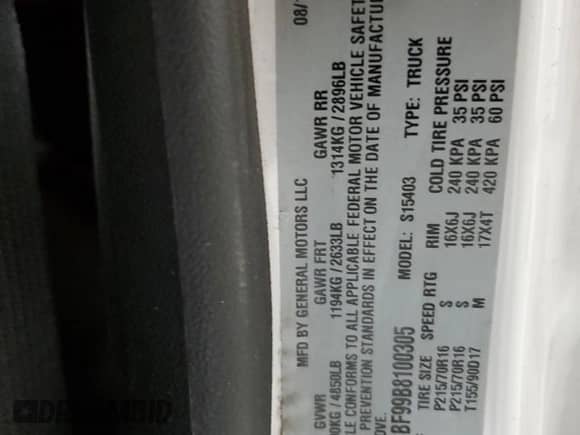 MFD BY GENERAL MOTORS LLC
08/
GVWR GAWR FRT GAWR RR
00KG / 4850LB 1194KG / 2633LB 1314KG / 2896LB
LE CONFORMS TO ALL APPLICABLE FEDERAL MOTOR VEHICLE SAFET
PREVENTION STANDARDS IN EFFECT ON THE DATE OF MANUFACTUR
OVE.
BF99B8100305 MODEL: S15403 TYPE: TRUCK
TIRE SIZE SPEED RTG RIM COLD TIRE PRESSURE
P215/70R16 S 16X6J 240 KPA 35 PSI
P215/70R16 S 16X6J 240 KPA 35 PSI
T155/90D17 M 17X4T 420 KPA 60 PSI